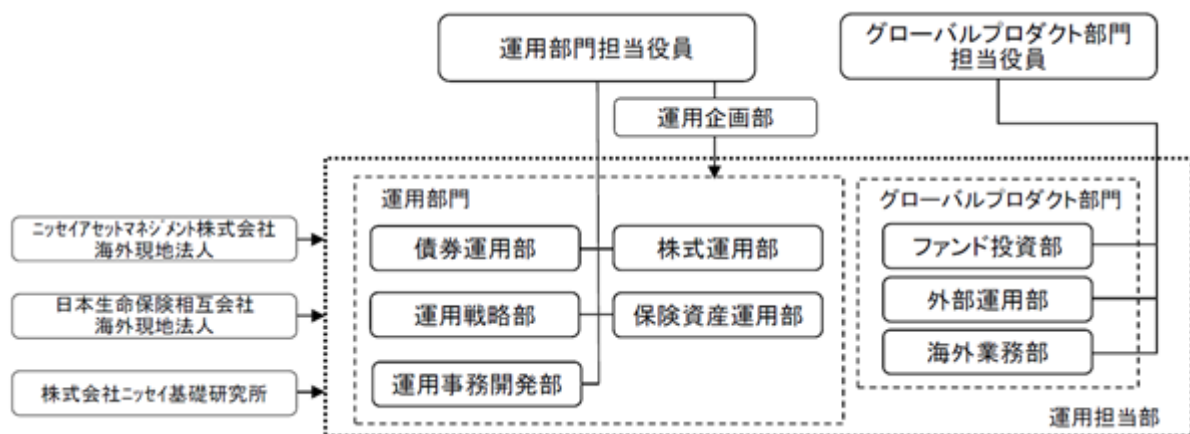 運用部門担当役員
グローバルプロダクト部門
担当役員
運用企画部
運用部門
グローバルプロダクト部門
ニッセイアセットマネジメント株式会社
海外現地法人
債券運用部
株式運用部
ファンド投資部
日本生命保険相互会社
海外現地法人
運用戦略部
保険資産運用部
外部運用部
海外業務部
株式会社ニッセイ基礎研究所
運用事務開発部
運用担当部